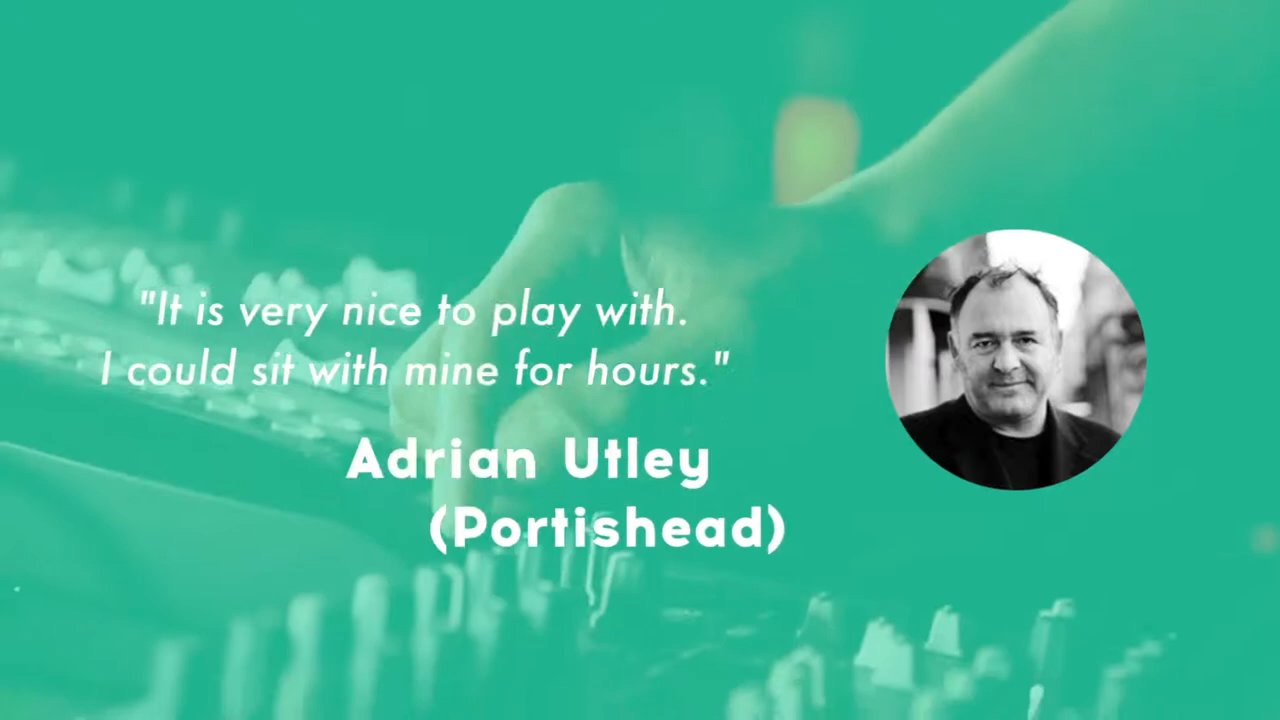 "It is very nice to play with.
I could sit with mine for hours."
Adrian Utley
(Portishead)